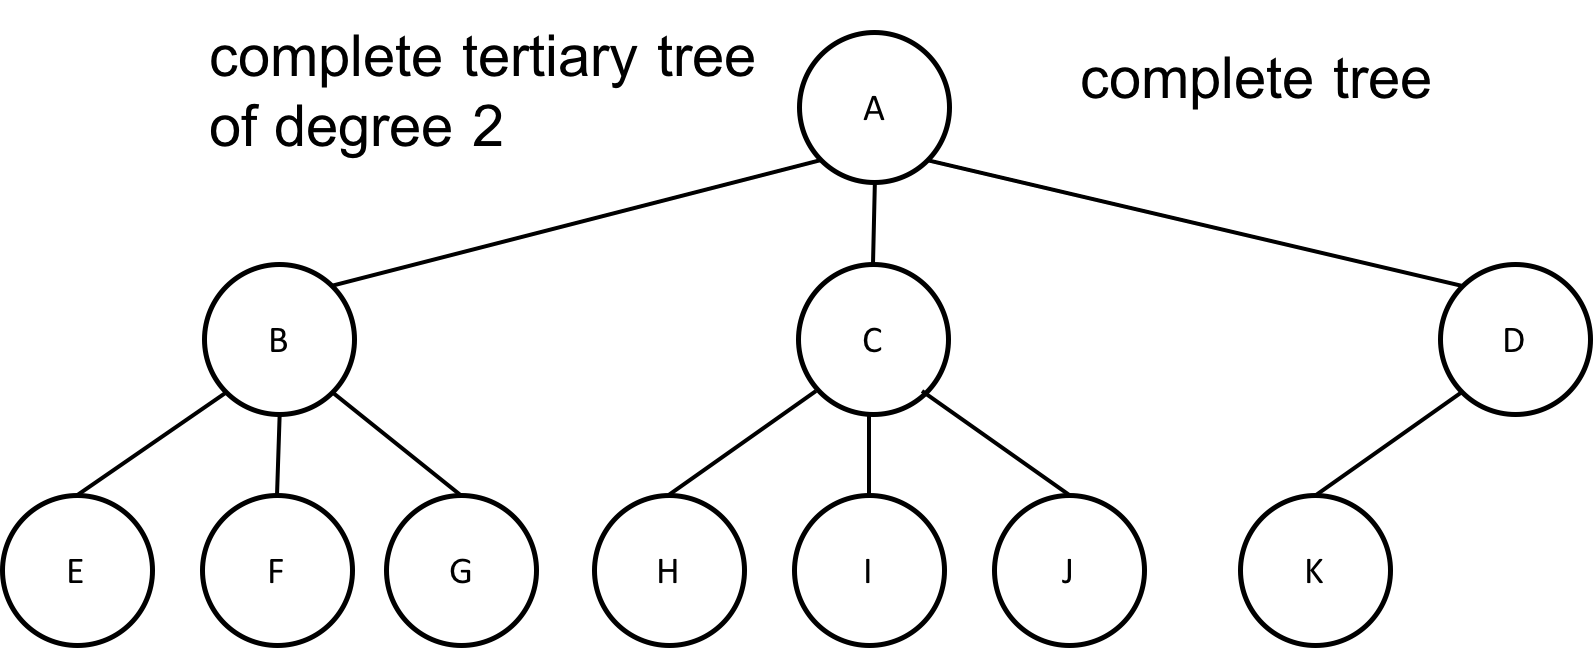 complete tertiary tree
of degree 2
complete tree
A
B
C
D
E
F
G
H
I
J
K